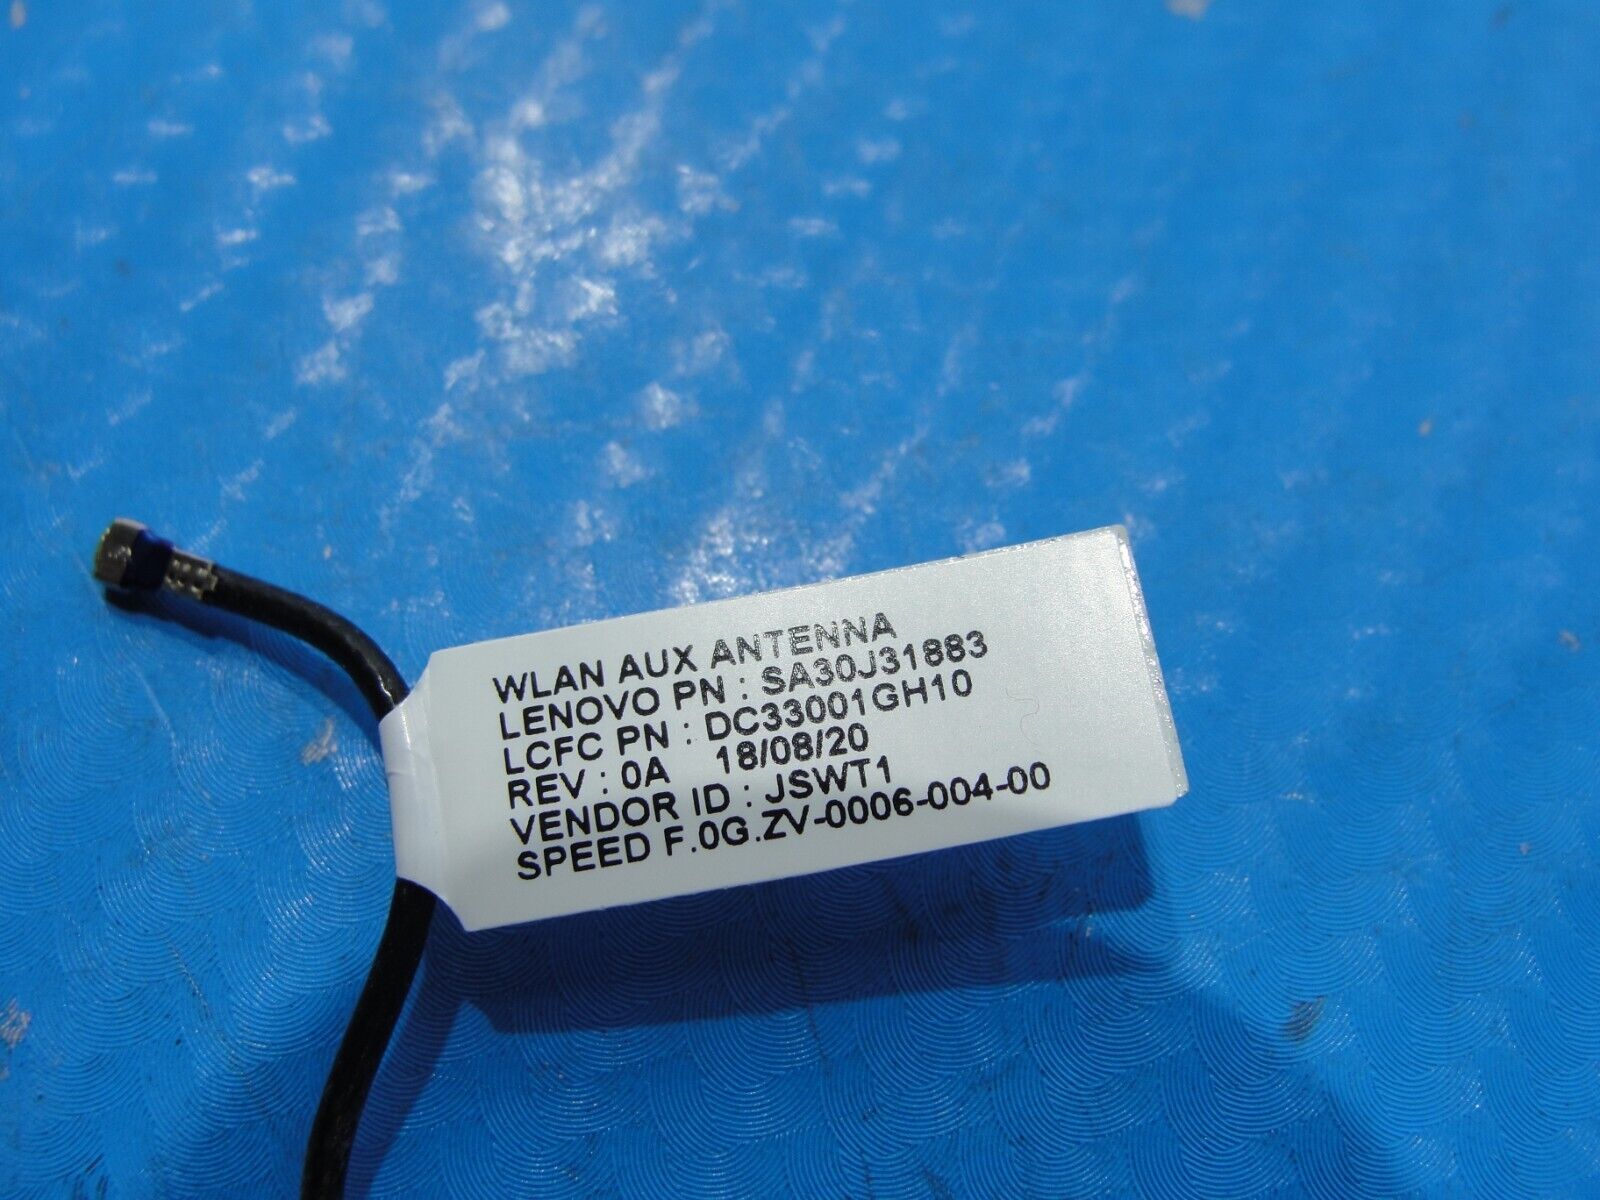 WLAN AUX ANTENNA
LENOVO PN : SA30J31883
LCFC PN : DC33001GH10
REV : 0A 18/08/20
VENDOR ID : JSWT1
SPEED F.0G.ZV-0006-004-00